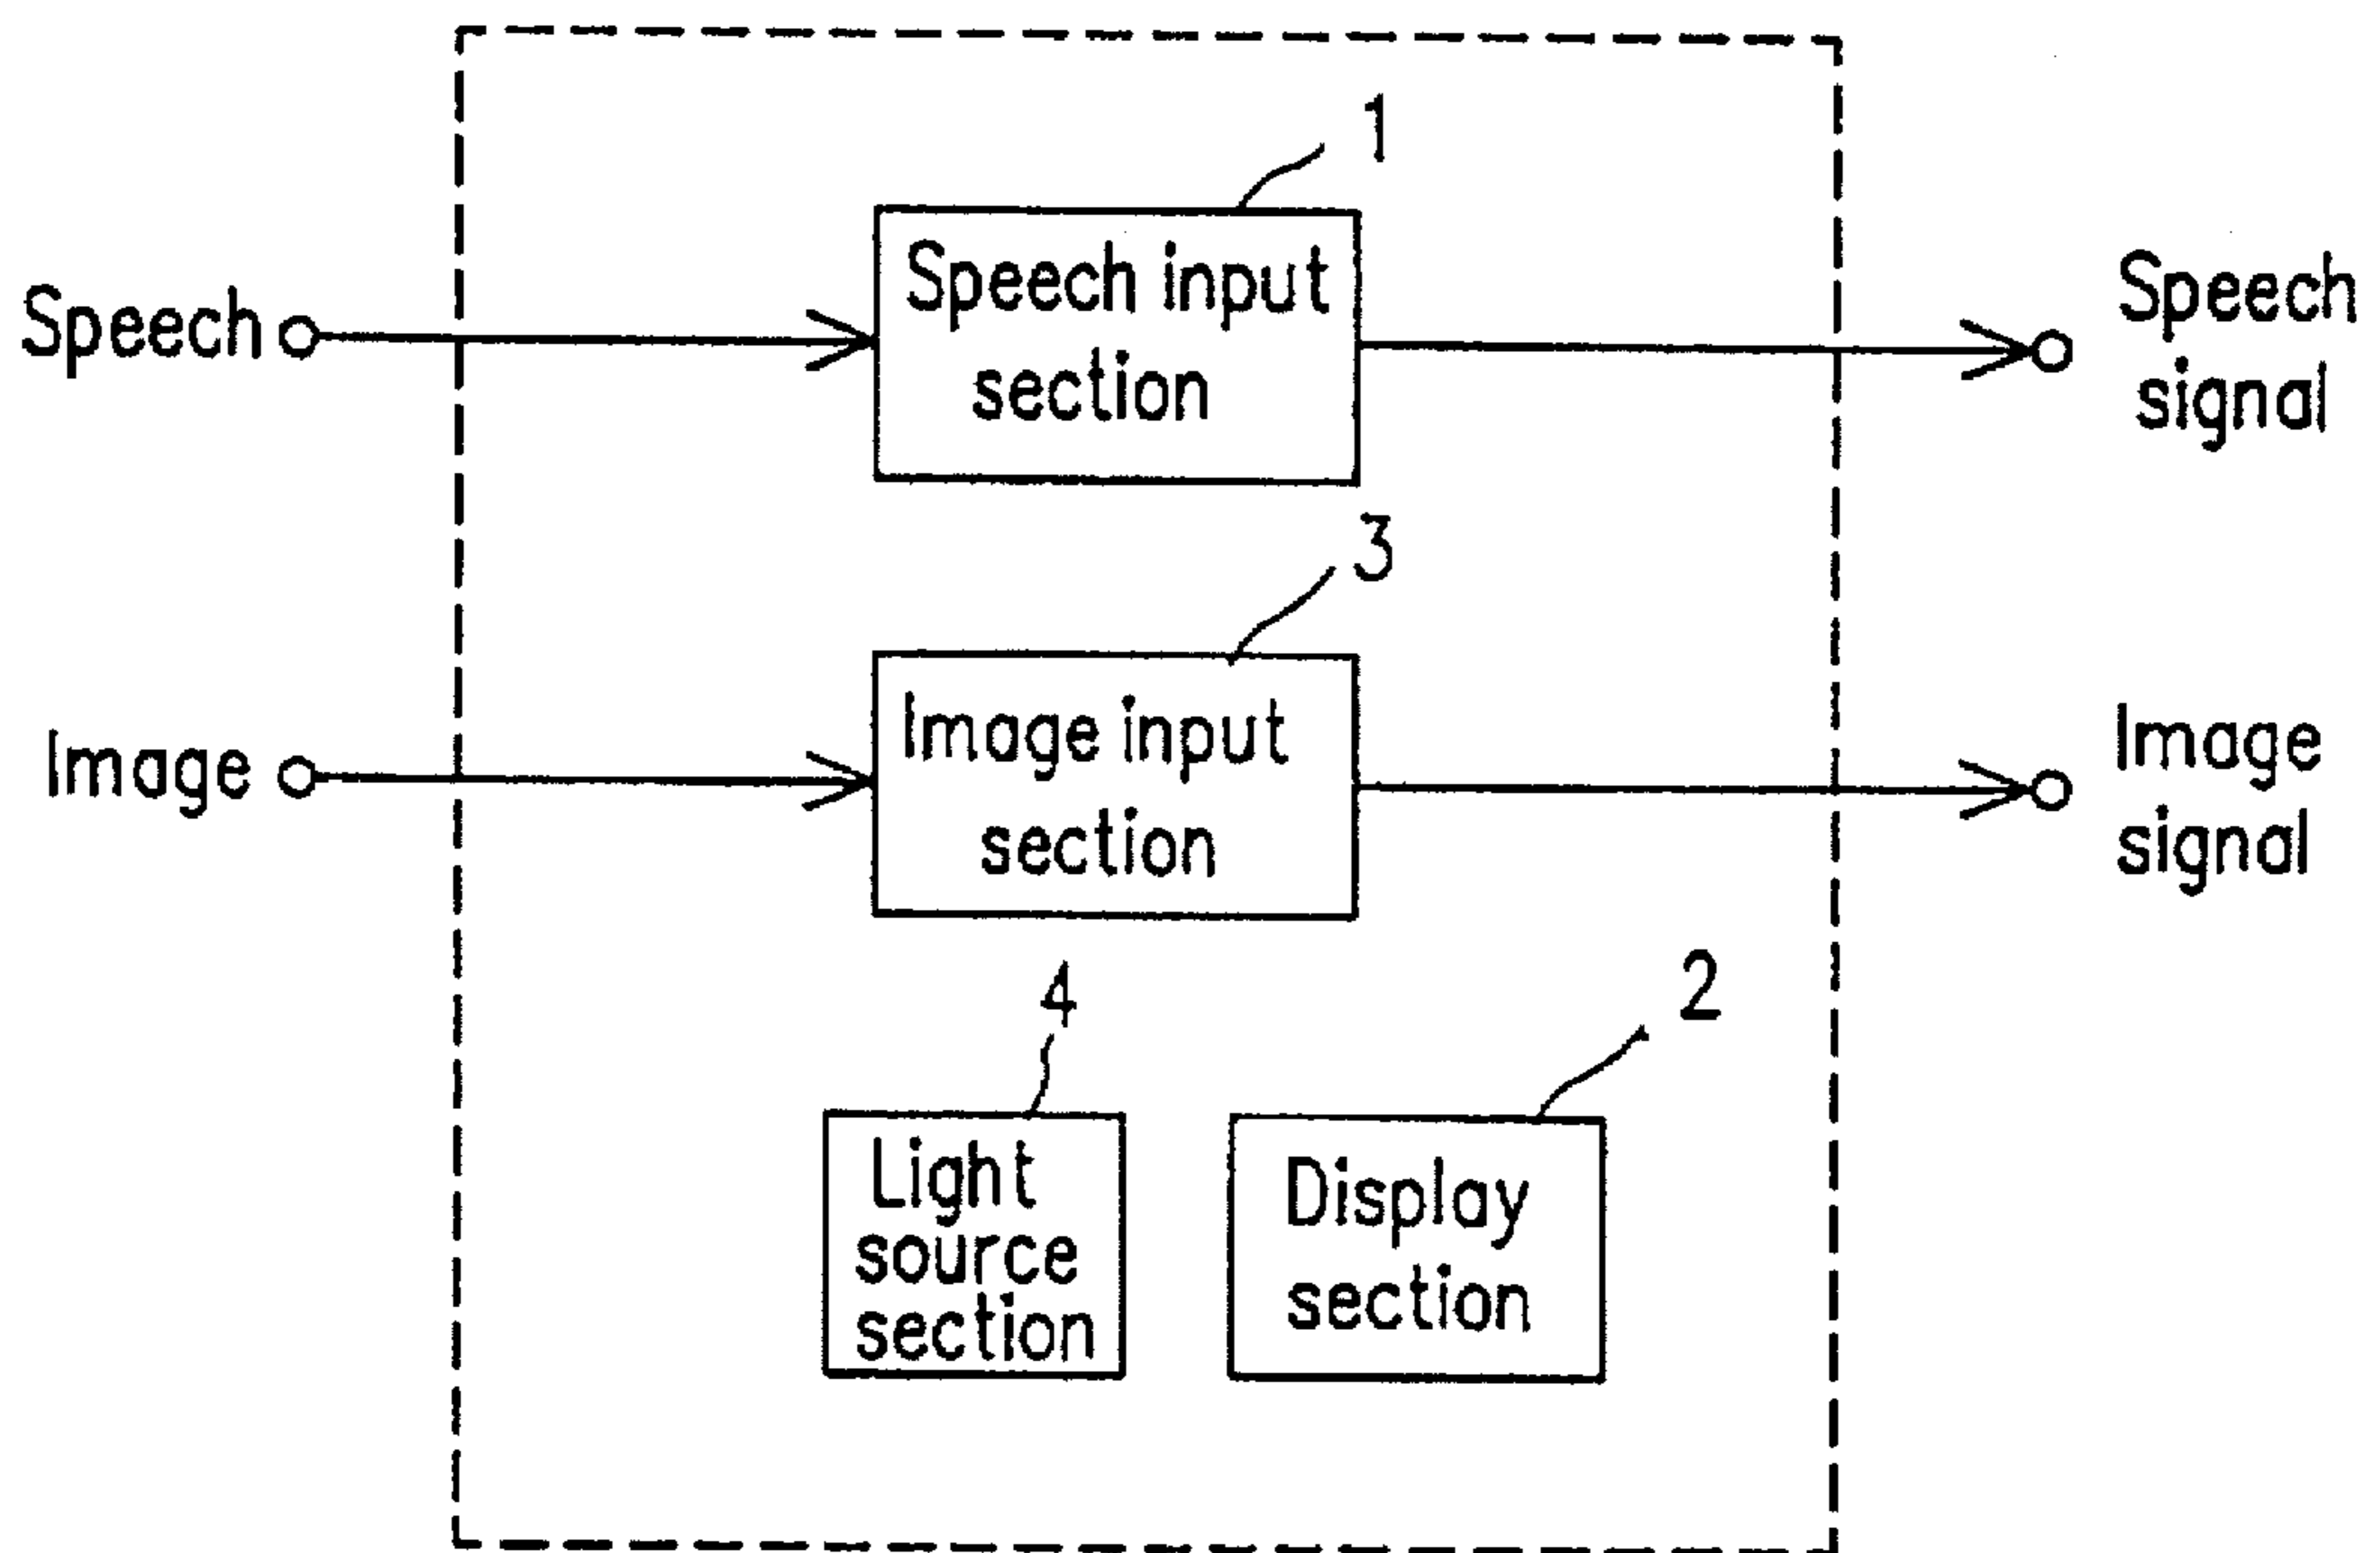 1
Speech
Speech input
section
Speech
signal
3
Image
Image input
section
Image
signal
4
2
Light
source
section
Display
section